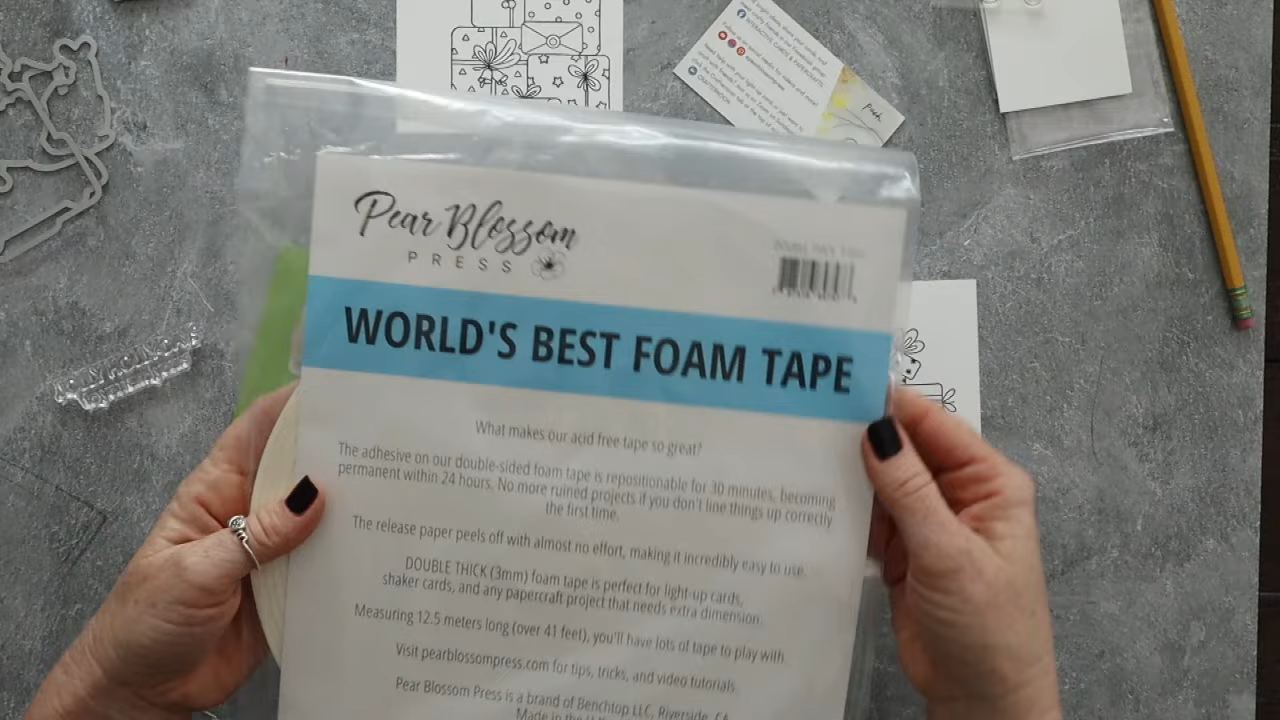 Pear Blossom
PRESS
WORLD'S BEST FOAM TAPE
What makes our acid free tape so great?
The adhesive on our double-sided foam tape is repositionable for 30 minutes, becoming
permanent within 24 hours. No more ruined projects if you don't line things up correctly
the first time.
The release paper peels off with almost no effort, making it incredibly easy to use.
DOUBLE THICK (3mm) foam tape is perfect for light-up cards,
shaker cards, and any papercraft project that needs extra dimension.
Measuring 12.5 meters long (over 41 feet), you'll have lots of tape to play with.
Visit pearblossompress.com for tips, tricks, and video tutorials.
Pear Blossom Press is a brand of Benchtop LLC, Riverside, CA
Made in the
Push